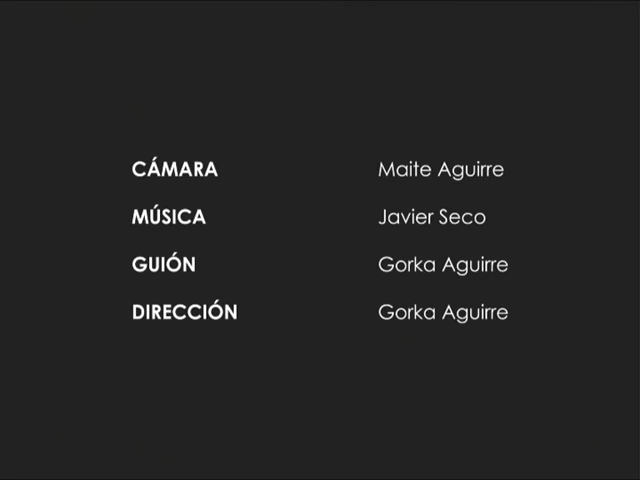 CÁMARA Maite Aguirre
MÚSICA Javier Seco
GUIÓN Gorka Aguirre
DIRECCIÓN Gorka Aguirre